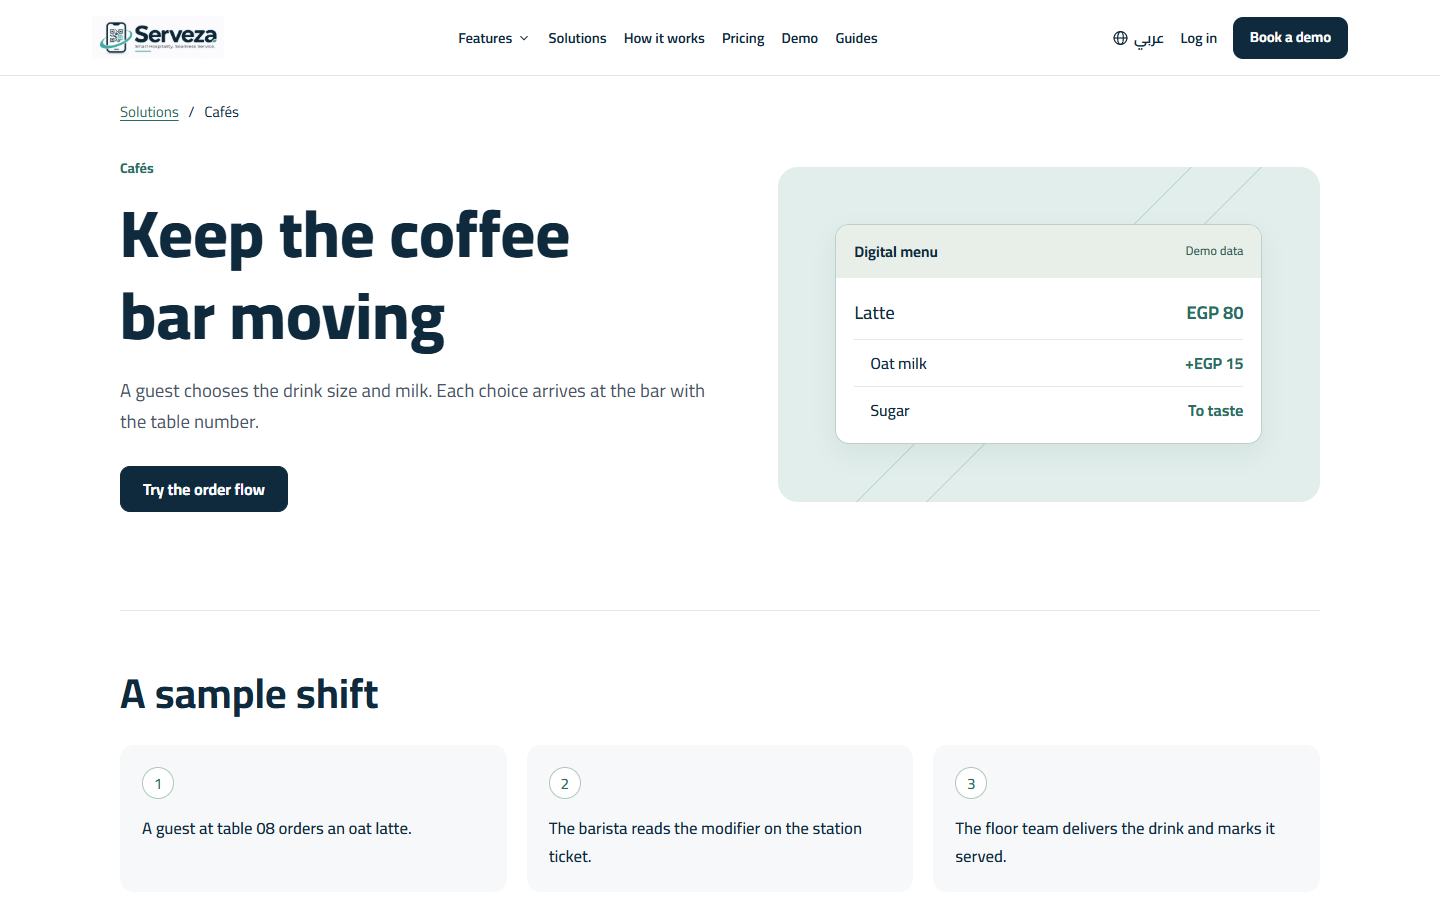 Serveza
Smart Hospitality. Seamless Service.
Features
Solutions
How it works
Pricing
Demo
Guides
عربي
Log in
Book a demo
Solutions / Cafés
Cafés
Keep the coffee
bar moving
A guest chooses the drink size and milk. Each choice arrives at the bar with
the table number.
Try the order flow
Digital menu
Demo data
Latte
EGP 80
Oat milk
+EGP 15
Sugar
To taste
A sample shift
1
A guest at table 08 orders an oat latte.
2
The barista reads the modifier on the station
ticket.
3
The floor team delivers the drink and marks it
served.